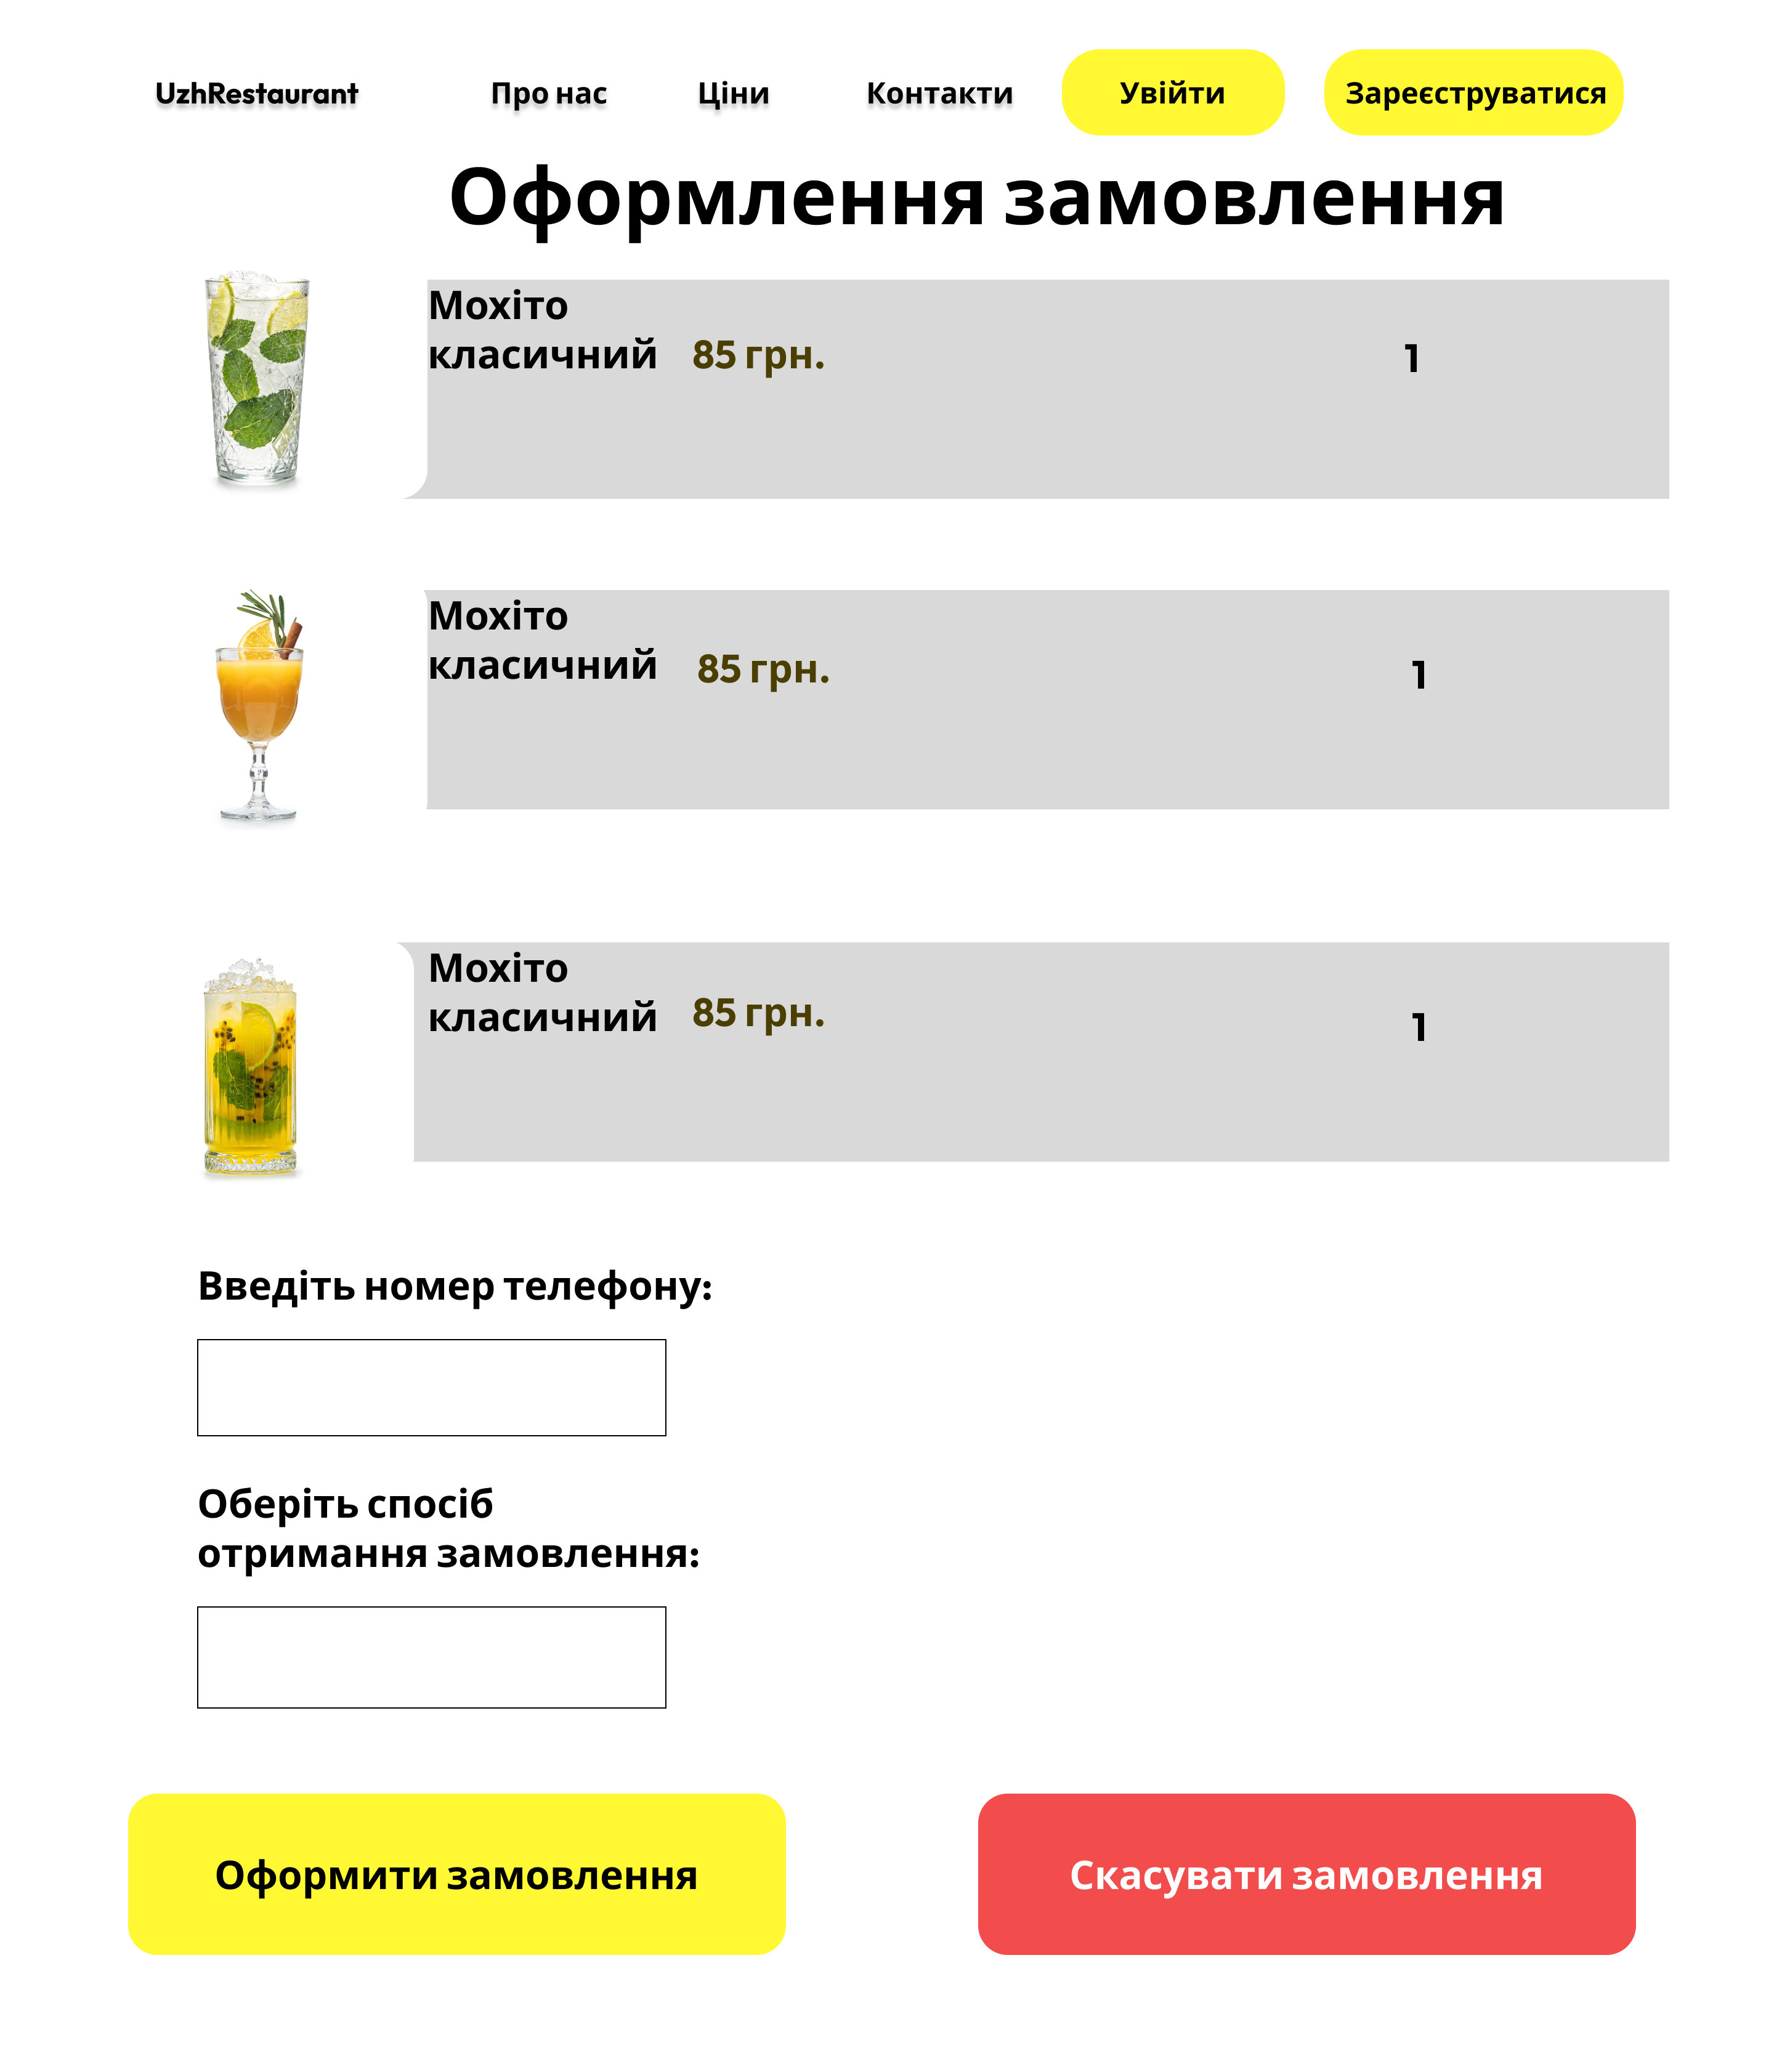 UzhRestaurant Про нас Ціни Контакти Увійти Зареєструватися
Оформлення замовлення
Мохіто
класичний 85 грн. 1
Мохіто
класичний 85 грн. 1
Мохіто
класичний 85 грн. 1
Введіть номер телефону:
Оберіть спосіб
отримання замовлення:
Оформити замовлення Скасувати замовлення